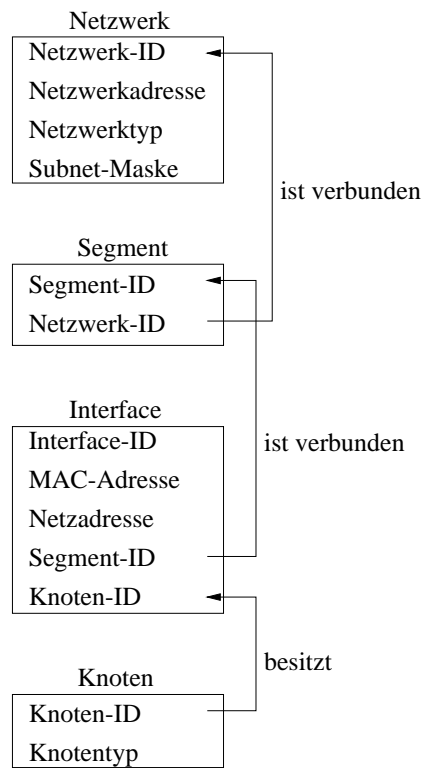 Netzwerk
Netzwerk-ID
Netzwerkadresse
Netzwerktyp
Subnet-Maske
ist verbunden
Segment
Segment-ID
Netzwerk-ID
Interface
Interface-ID
MAC-Adresse
Netzadresse
Segment-ID
Knoten-ID
ist verbunden
besitzt
Knoten
Knoten-ID
Knotentyp